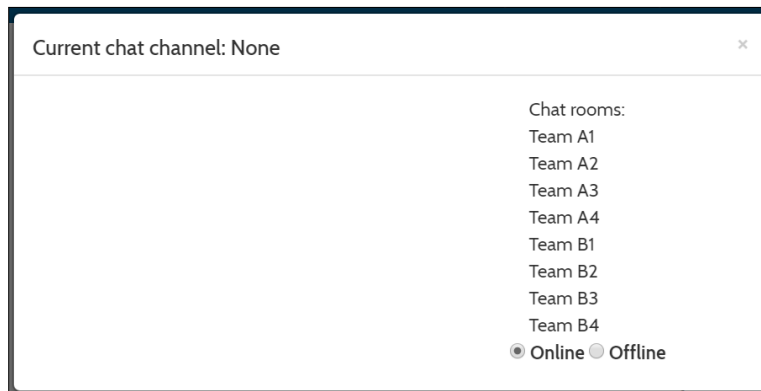 Current chat channel: None
×
Chat rooms:
Team A1
Team A2
Team A3
Team A4
Team B1
Team B2
Team B3
Team B4
Online Offline